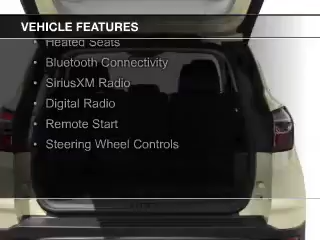 VEHICLE FEATURES
• Heated Seats
• Bluetooth Connectivity
• SiriusXM Radio
• Digital Radio
• Remote Start
• Steering Wheel Controls